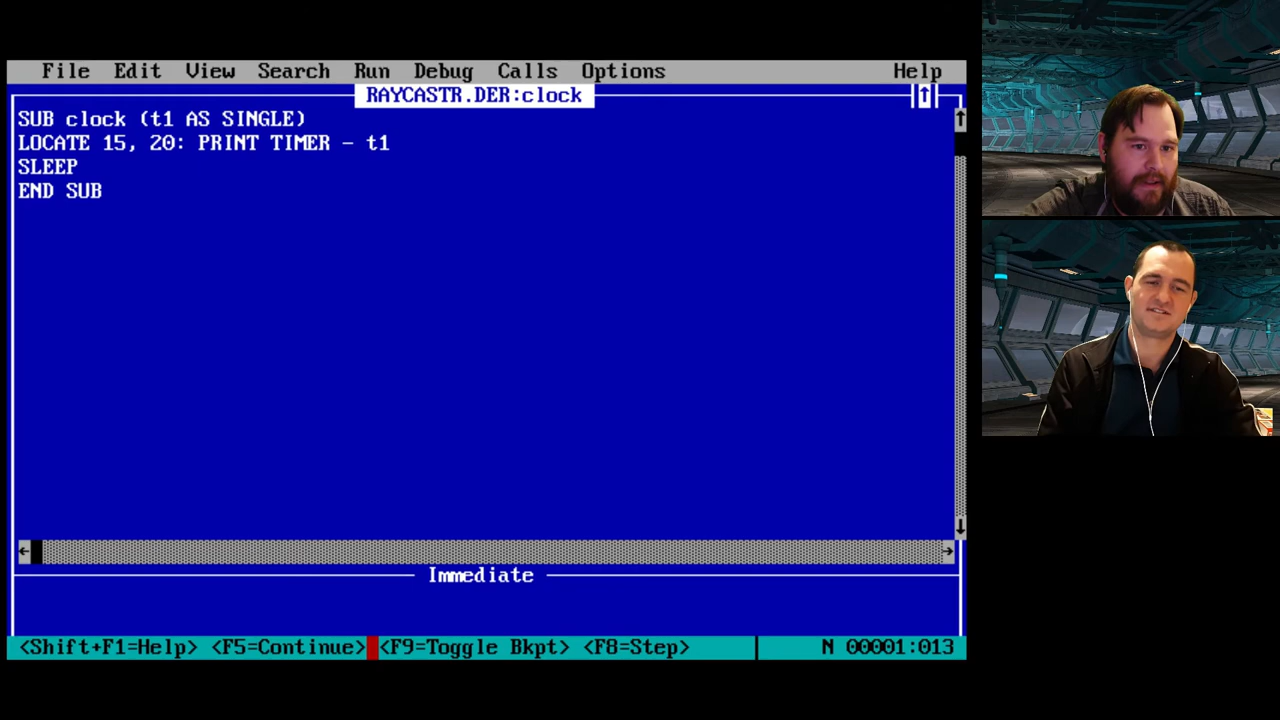 File Edit View Search Run Debug Calls Options Help
RAYCASTR.DER:clock
SUB clock (t1 AS SINGLE)
LOCATE 15, 20: PRINT TIMER - t1
SLEEP
END SUB
Immediate
<Shift+F1=Help> <F5=Continue> <F9=Toggle Bkpt> <F8=Step> N 00001:013